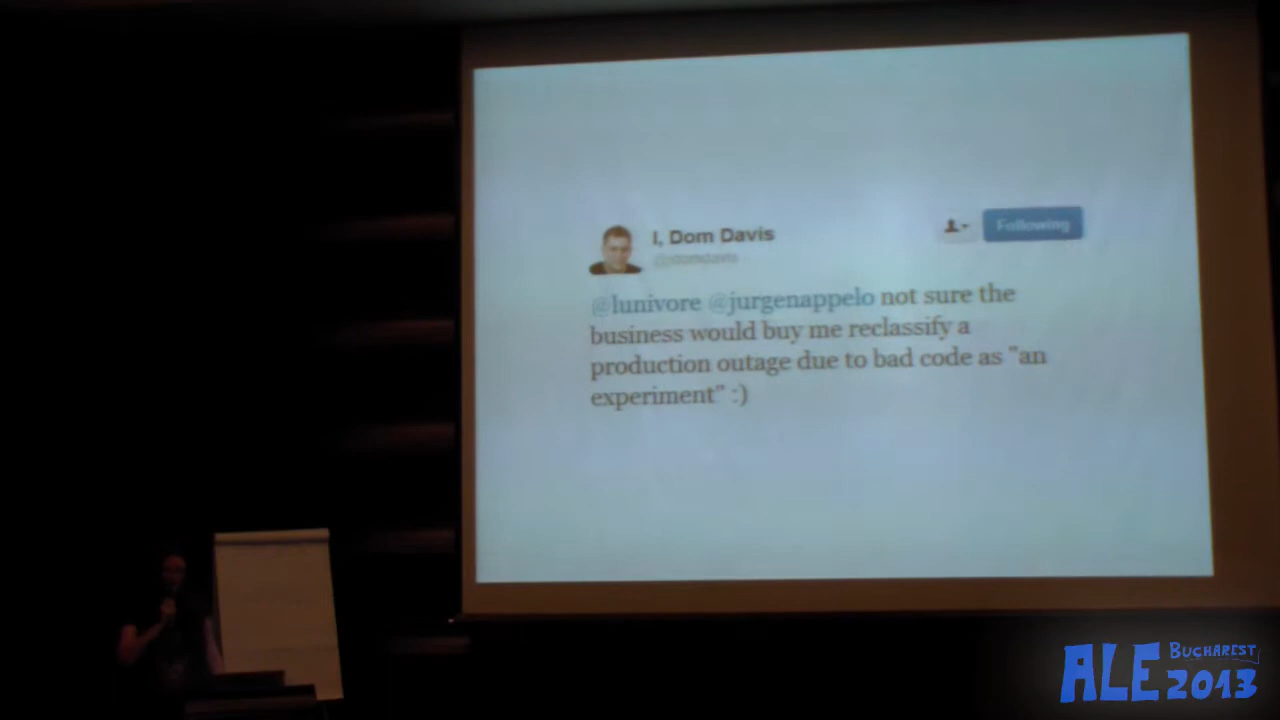 I, Dom Davis
@idomdavis
Following
@lunivore @jurgenappelo not sure the
business would buy me reclassify a
production outage due to bad code as "an
experiment" :)
ALE BUCHAREST
2013